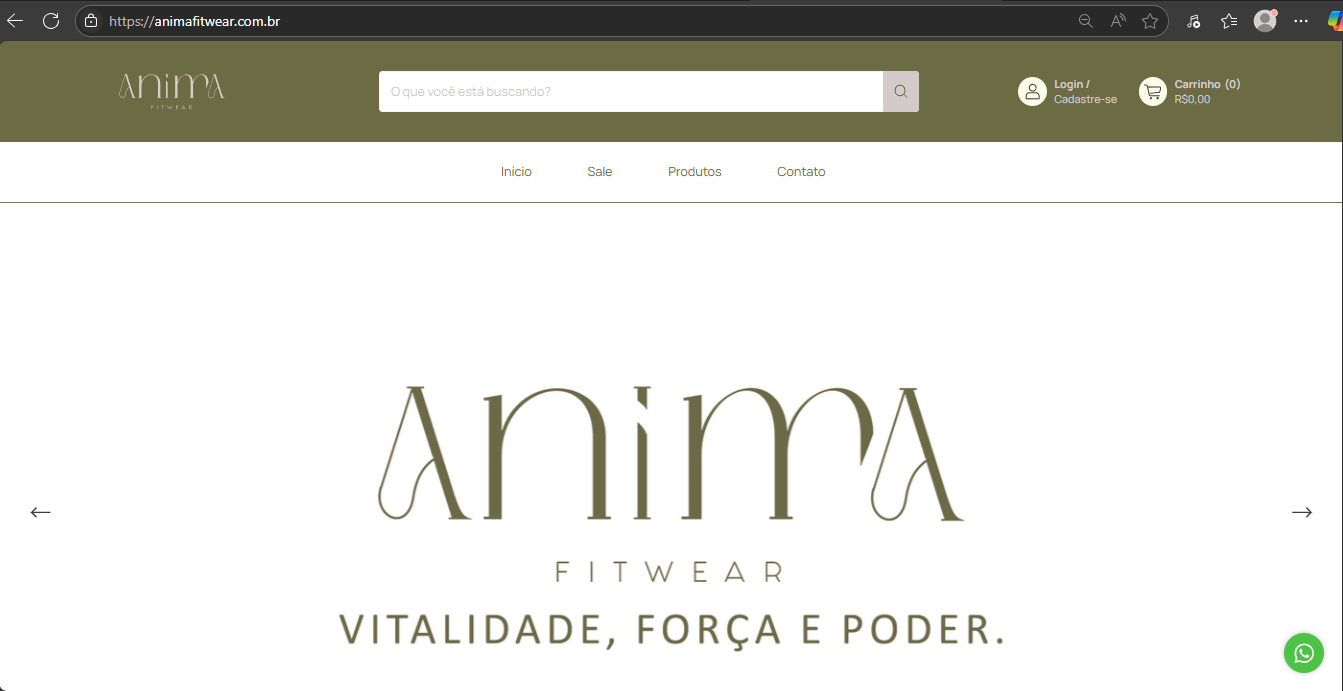 https://animafitwear.com.br
AnimA
FITWEAR
O que você está buscando?
Login /
Cadastre-se
Carrinho (0)
R$0,00
Início Sale Produtos Contato
AnimA
FITWEAR
VITALIDADE, FORÇA E PODER.